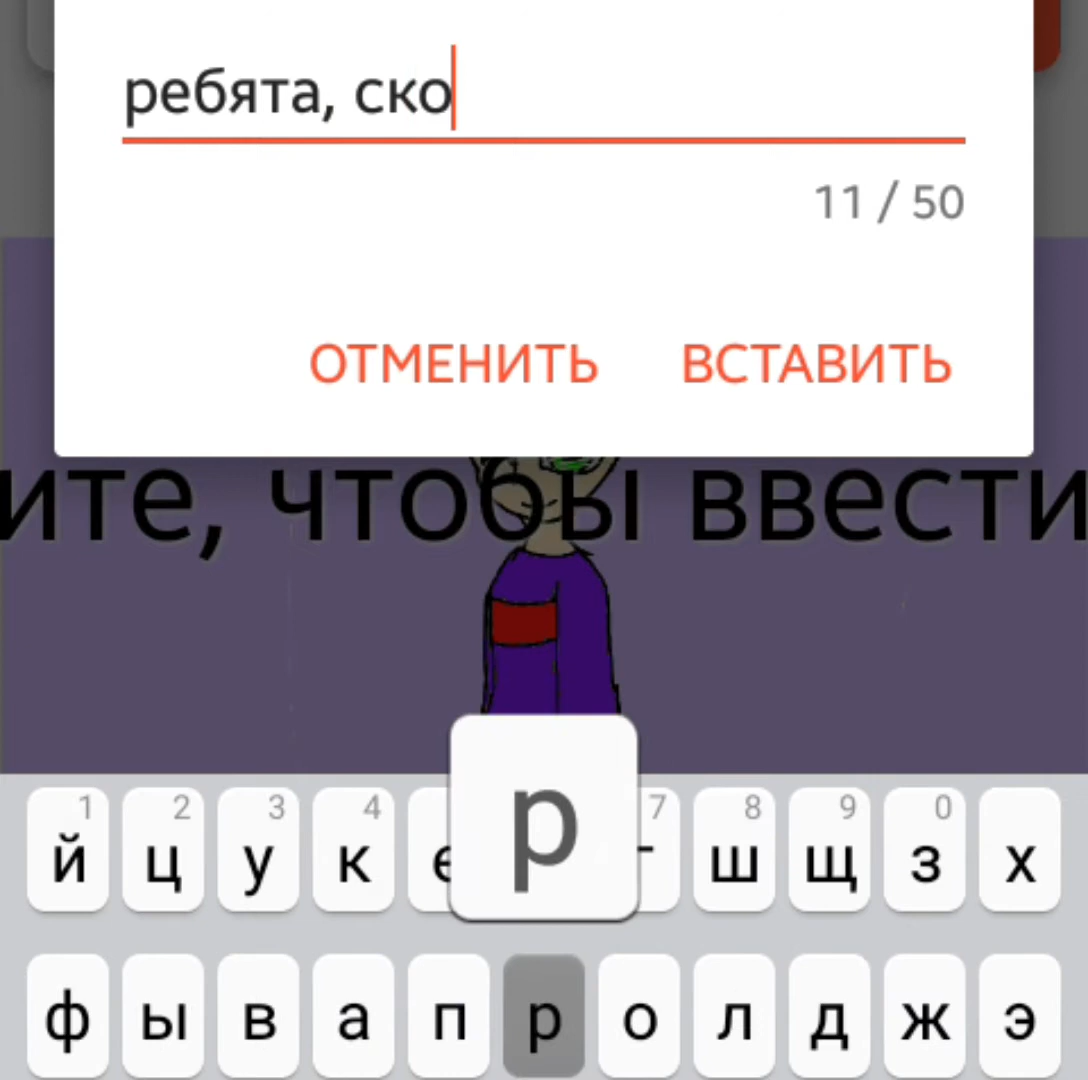 ребята, ско
11 / 50
ОТМЕНИТЬ ВСТАВИТЬ
ите, чтобы ввести
р
1 2 3 4 7 8 9 0
й ц у к е г ш щ з х
ф ы в а п р о л д ж э